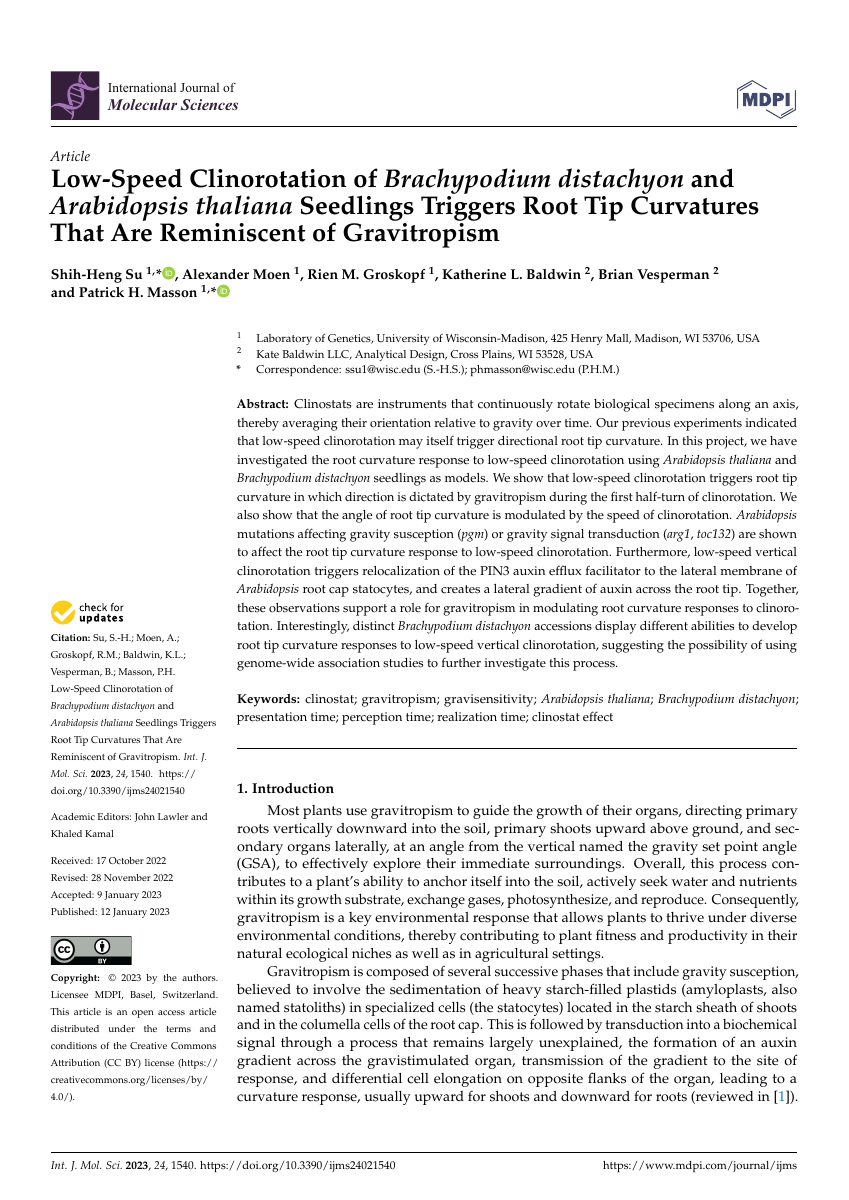 International Journal of
Molecular Sciences
MDPI
Article
Low-Speed Clinorotation of Brachypodium distachyon and
Arabidopsis thaliana Seedlings Triggers Root Tip Curvatures
That Are Reminiscent of Gravitropism
Shih-Heng Su 1,* iD, Alexander Moen 1, Rien M. Groskopf 1, Katherine L. Baldwin 2, Brian Vesperman 2
and Patrick H. Masson 1,* iD
1 Laboratory of Genetics, University of Wisconsin-Madison, 425 Henry Mall, Madison, WI 53706, USA
2 Kate Baldwin LLC, Analytical Design, Cross Plains, WI 53528, USA
* Correspondence: ssu1@wisc.edu (S.-H.S.); phmasson@wisc.edu (P.H.M.)
Abstract: Clinostats are instruments that continuously rotate biological specimens along an axis,
thereby averaging their orientation relative to gravity over time. Our previous experiments indicated
that low-speed clinorotation may itself trigger directional root tip curvature. In this project, we have
investigated the root curvature response to low-speed clinorotation using Arabidopsis thaliana and
Brachypodium distachyon seedlings as models. We show that low-speed clinorotation triggers root tip
curvature in which direction is dictated by gravitropism during the first half-turn of clinorotation. We
also show that the angle of root tip curvature is modulated by the speed of clinorotation. Arabidopsis
mutations affecting gravity susception (pgm) or gravity signal transduction (arg1, toc132) are shown
to affect the root tip curvature response to low-speed clinorotation. Furthermore, low-speed vertical
clinorotation triggers relocalization of the PIN3 auxin efflux facilitator to the lateral membrane of
Arabidopsis root cap statocytes, and creates a lateral gradient of auxin across the root tip. Together,
these observations support a role for gravitropism in modulating root curvature responses to clinoro-
tation. Interestingly, distinct Brachypodium distachyon accessions display different abilities to develop
root tip curvature responses to low-speed vertical clinorotation, suggesting the possibility of using
genome-wide association studies to further investigate this process.
Keywords: clinostat; gravitropism; gravisensitivity; Arabidopsis thaliana; Brachypodium distachyon;
presentation time; perception time; realization time; clinostat effect
check for
updates
Citation: Su, S.-H.; Moen, A.;
Groskopf, R.M.; Baldwin, K.L.;
Vesperman, B.; Masson, P.H.
Low-Speed Clinorotation of
Brachypodium distachyon and
Arabidopsis thaliana Seedlings Triggers
Root Tip Curvatures That Are
Reminiscent of Gravitropism. Int. J.
Mol. Sci. 2023, 24, 1540. https://
doi.org/10.3390/ijms24021540
Academic Editors: John Lawler and
Khaled Kamal
Received: 17 October 2022
Revised: 28 November 2022
Accepted: 9 January 2023
Published: 12 January 2023
CC BY
Copyright: © 2023 by the authors.
Licensee MDPI, Basel, Switzerland.
This article is an open access article
distributed under the terms and
conditions of the Creative Commons
Attribution (CC BY) license (https://
creativecommons.org/licenses/by/
4.0/).
1. Introduction
Most plants use gravitropism to guide the growth of their organs, directing primary
roots vertically downward into the soil, primary shoots upward above ground, and sec-
ondary organs laterally, at an angle from the vertical named the gravity set point angle
(GSA), to effectively explore their immediate surroundings. Overall, this process con-
tributes to a plant's ability to anchor itself into the soil, actively seek water and nutrients
within its growth substrate, exchange gases, photosynthesize, and reproduce. Consequently,
gravitropism is a key environmental response that allows plants to thrive under diverse
environmental conditions, thereby contributing to plant fitness and productivity in their
natural ecological niches as well as in agricultural settings.
Gravitropism is composed of several successive phases that include gravity susception,
believed to involve the sedimentation of heavy starch-filled plastids (amyloplasts, also
named statoliths) in specialized cells (the statocytes) located in the starch sheath of shoots
and in the columella cells of the root cap. This is followed by transduction into a biochemical
signal through a process that remains largely unexplained, the formation of an auxin
gradient across the gravistimulated organ, transmission of the gradient to the site of
response, and differential cell elongation on opposite flanks of the organ, leading to a
curvature response, usually upward for shoots and downward for roots (reviewed in [1]).
Int. J. Mol. Sci. 2023, 24, 1540. https://doi.org/10.3390/ijms24021540
https://www.mdpi.com/journal/ijms